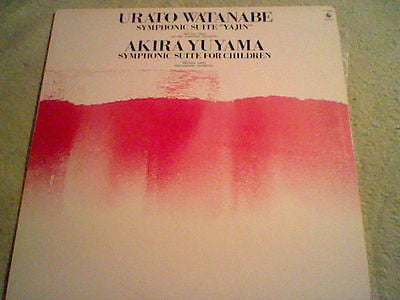 URATO WATANABE
SYMPHONIC SUITE "YAJIN"
AKIRA YUYAMA
SYMPHONIC SUITE FOR CHILDREN